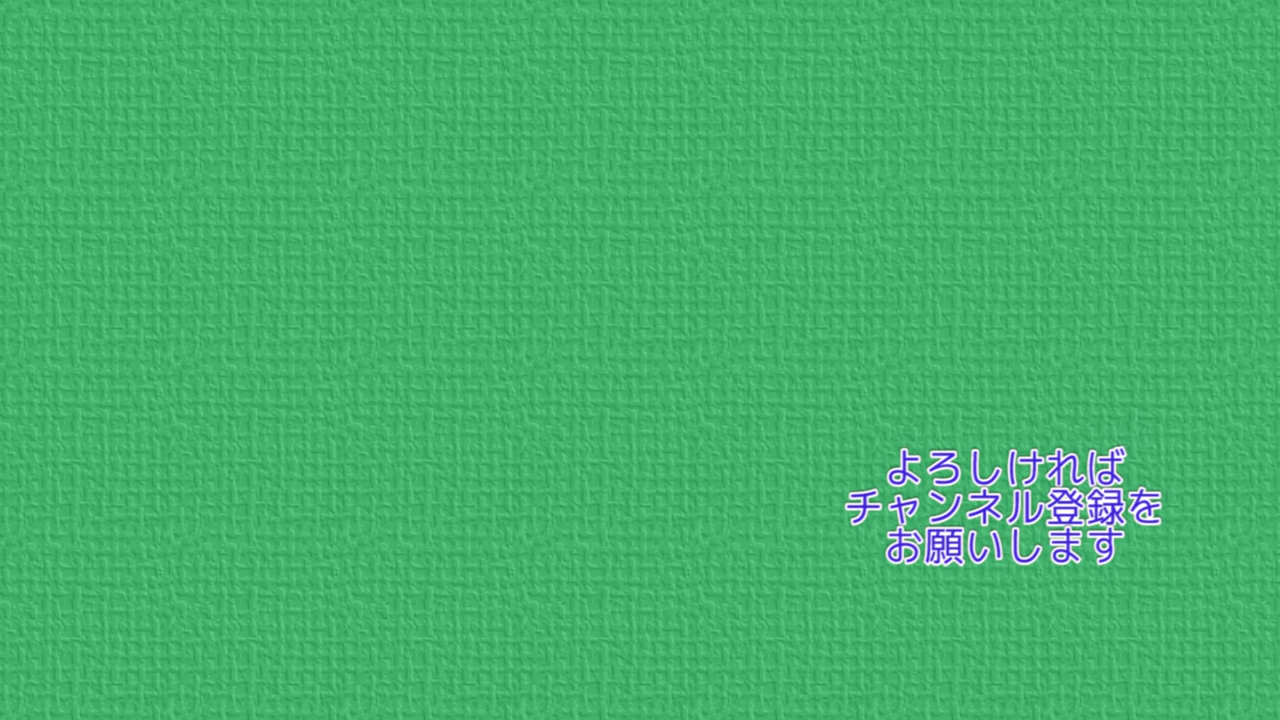 よろしければ
チャンネル登録を
お願いします